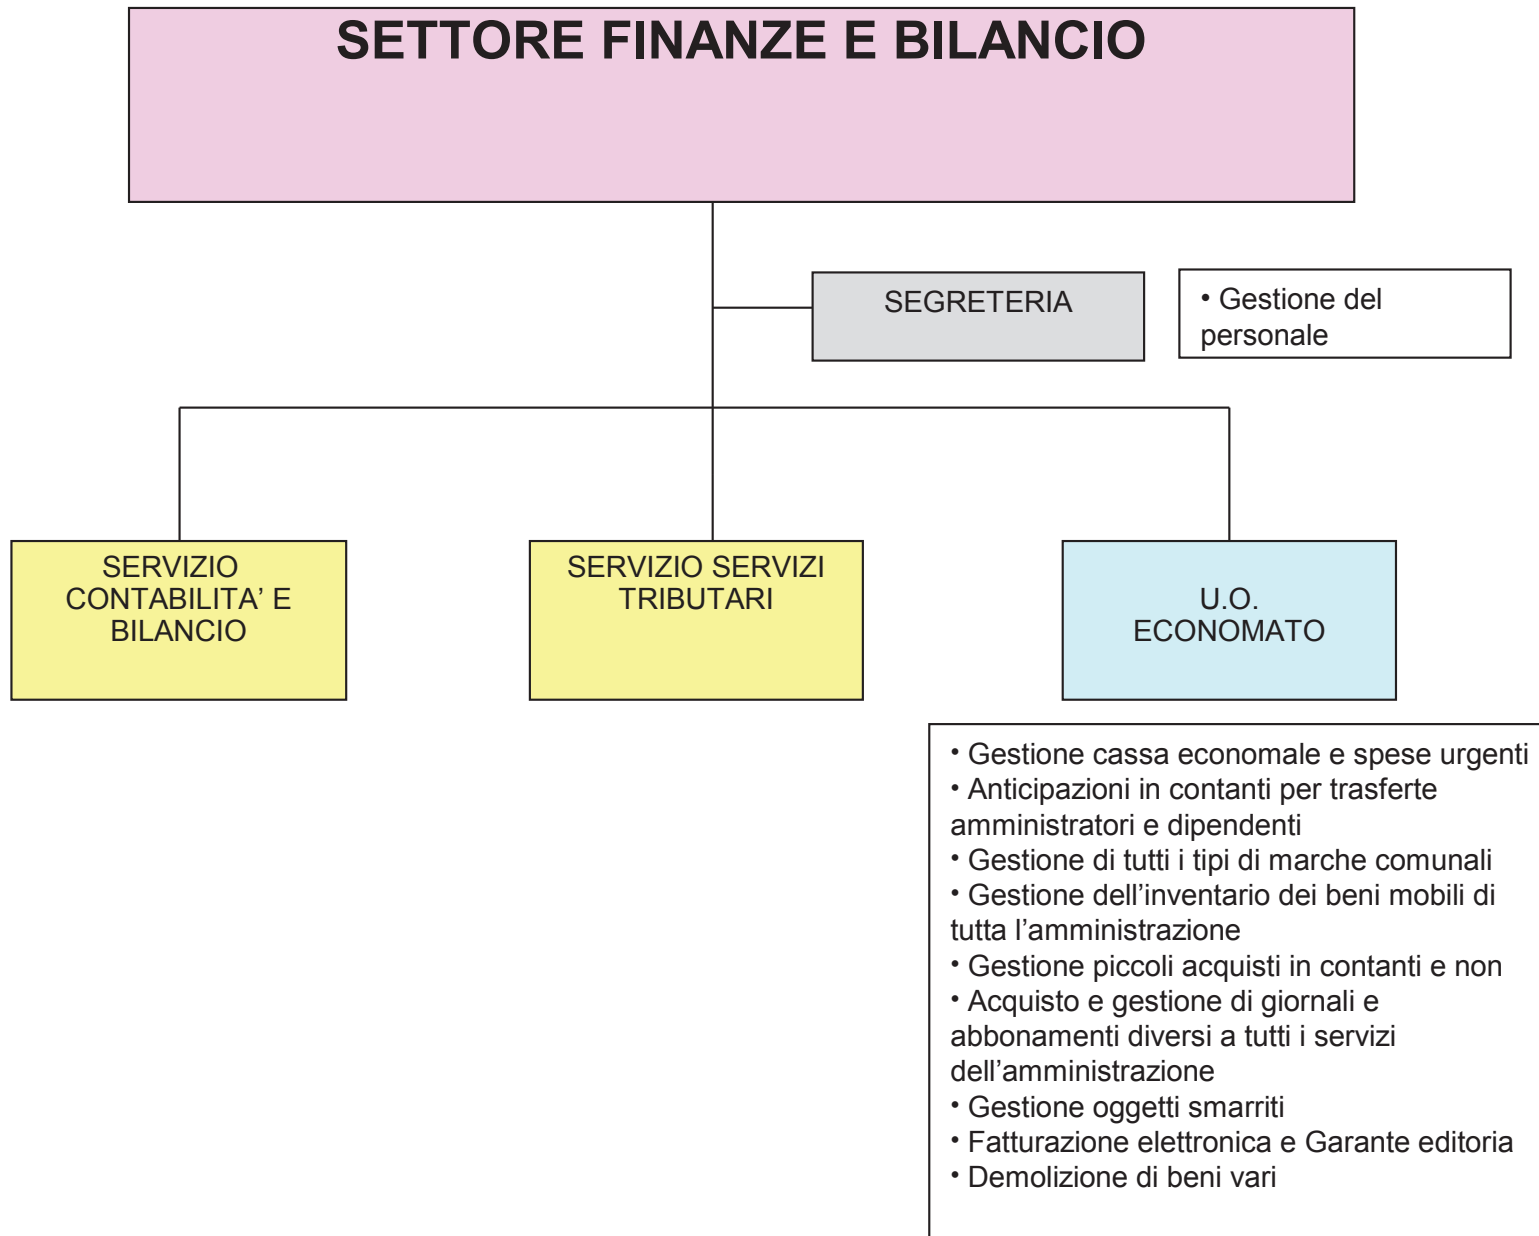 SETTORE FINANZE E BILANCIO
SEGRETERIA
• Gestione del
personale
SERVIZIO
CONTABILITA’ E
BILANCIO
SERVIZIO SERVIZI
TRIBUTARI
U.O.
ECONOMATO
• Gestione cassa economale e spese urgenti
• Anticipazioni in contanti per trasferte
amministratori e dipendenti
• Gestione di tutti i tipi di marche comunali
• Gestione dell’inventario dei beni mobili di
tutta l’amministrazione
• Gestione piccoli acquisti in contanti e non
• Acquisto e gestione di giornali e
abbonamenti diversi a tutti i servizi
dell’amministrazione
• Gestione oggetti smarriti
• Fatturazione elettronica e Garante editoria
• Demolizione di beni vari